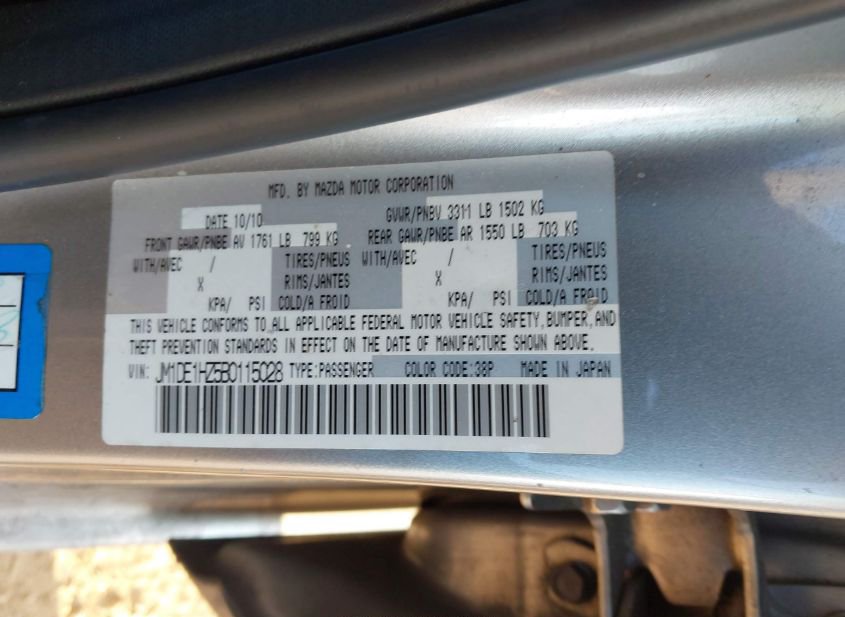 MFD. BY MAZDA MOTOR CORPORATION
DATE 10/10 GVWR/PNBV 3311 LB 1502 KG
FRONT GAWR/PNBE AV 1761 LB 799 KG REAR GAWR/PNBE AR 1550 LB 703 KG
WITH/AVEC / TIRES/PNEUS WITH/AVEC / TIRES/PNEUS
X RIMS/JANTES X RIMS/JANTES
KPA/ PSI COLD/A FROID KPA/ PSI COLD/A FROID
THIS VEHICLE CONFORMS TO ALL APPLICABLE FEDERAL MOTOR VEHICLE SAFETY, BUMPER, AND
THEFT PREVENTION STANDARDS IN EFFECT ON THE DATE OF MANUFACTURE SHOWN ABOVE.
VIN: JM1DE1HZ5B0115028 TYPE:PASSENGER COLOR CODE:38P MADE IN JAPAN